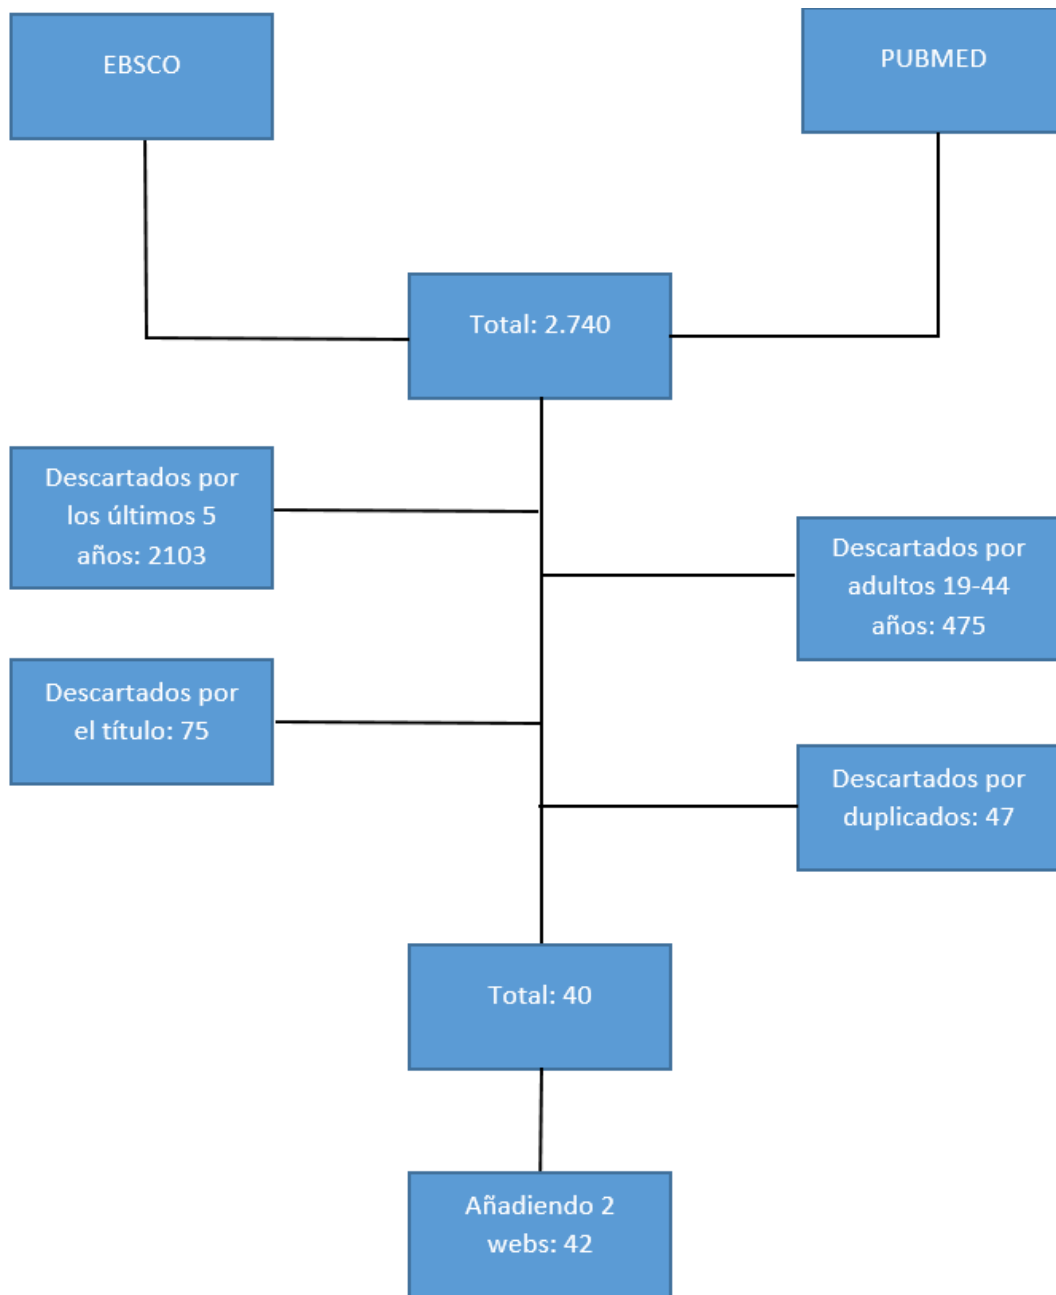 EBSCO
PUBMED
Total: 2.740
Descartados por
los últimos 5
años: 2103
Descartados por
adultos 19-44
años: 475
Descartados por
el título: 75
Descartados por
duplicados: 47
Total: 40
Añadiendo 2
webs: 42